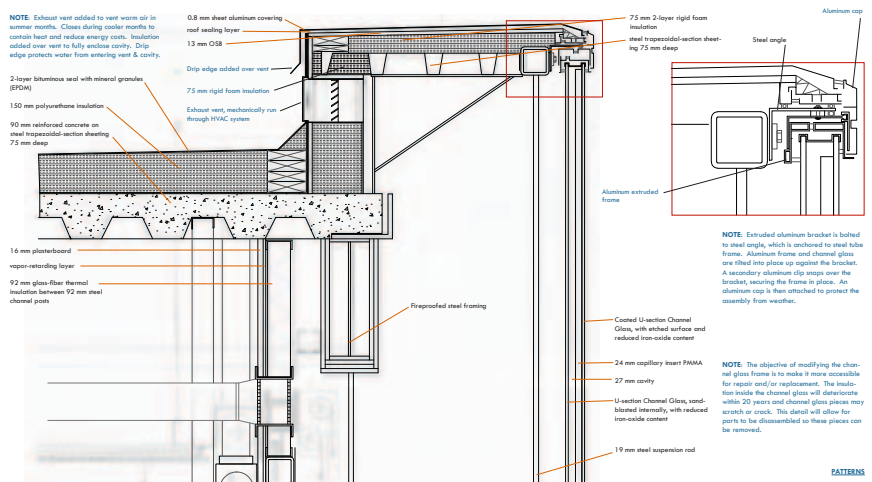 NOTE: Exhaust vent added to vent warm air in
summer months. Closes during cooler months to
contain heat and reduce energy costs. Insulation
added over vent to fully enclose cavity. Drip
edge protects water from entering vent & cavity.
2-layer bituminous seal with mineral granules
(EPDM)
150 mm polyurethane insulation
90 mm reinforced concrete on
steel trapezoidal-section sheeting
75 mm deep
0.8 mm sheet aluminum covering
roof sealing layer
13 mm OSB
Drip edge added over vent
75 mm rigid foam insulation
Exhaust vent, mechanically run
through HVAC system
75 mm 2-layer rigid foam
insulation
steel trapezoidal-section sheet-
ing 75 mm deep
Aluminum cap
Steel angle
Aluminum extruded
frame
16 mm plasterboard
vapor-retarding layer
92 mm glass-fiber thermal
insulation between 92 mm steel
channel posts
Fireproofed steel framing
Coated U-section Channel
Glass, with etched surface and
reduced iron-oxide content
24 mm capillary insert PMMA
27 mm cavity
U-section Channel Glass, sand-
blasted internally, with reduced
iron-oxide content
19 mm steel suspension rod
NOTE: Extruded aluminum bracket is bolted
to steel angle, which is anchored to steel tube
frame. Aluminum frame and channel glass
are tilted into place up against the bracket.
A secondary aluminum clip snaps over the
bracket, securing the frame in place. An
aluminum cap is then attached to protect the
assembly from weather.
NOTE: The objective of modifying the chan-
nel glass frame is to make it more accessible
for repair and/or replacement. The insula-
tion inside the channel glass will deteriorate
within 20 years and channel glass pieces may
scratch or crack. This detail will allow for
parts to be disassembled so these pieces can
be removed.
PATTERNS